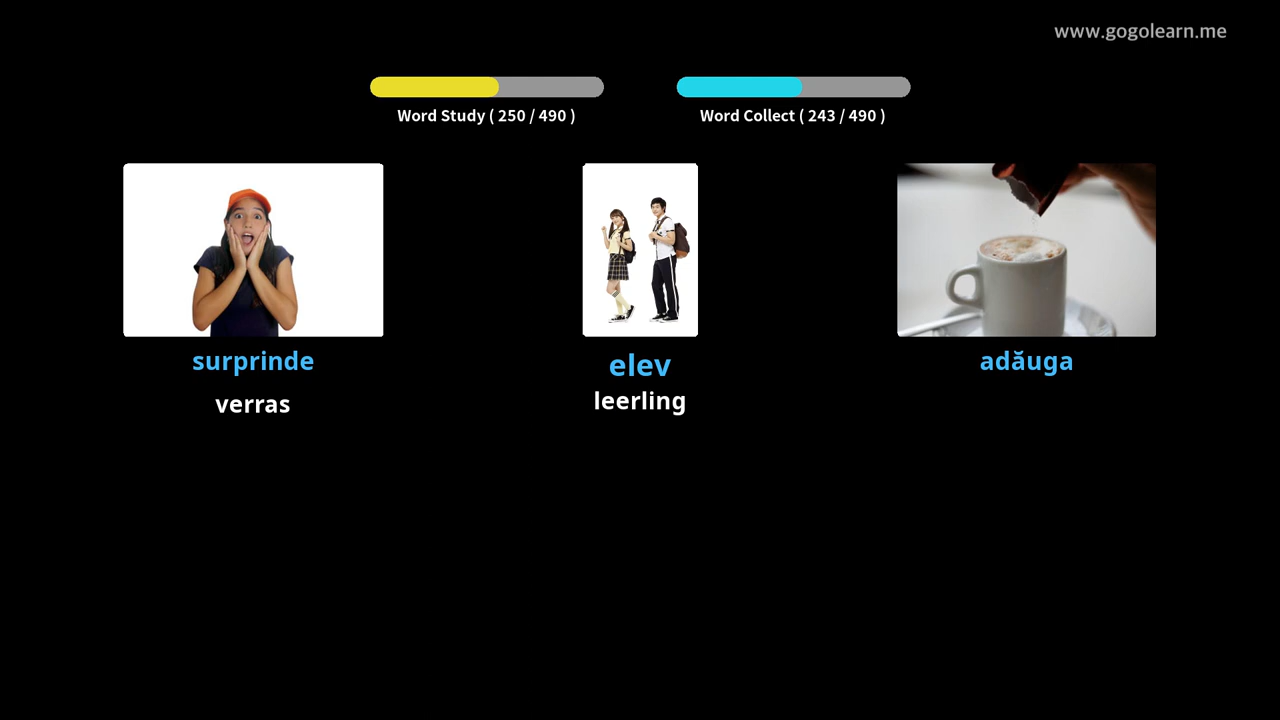 www.gogolearn.me
Word Study ( 250 / 490 )
Word Collect ( 243 / 490 )
surprinde
verras
elev
leerling
adăuga